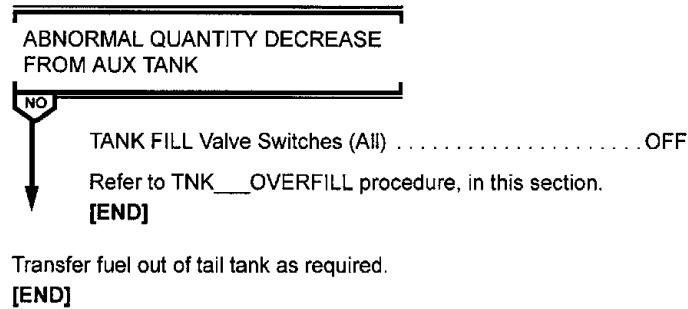 ABNORMAL QUANTITY DECREASE
FROM AUX TANK
NO
TANK FILL Valve Switches (All) . . . . . . . . . . . . . . . . . . . . . OFF
Refer to TNK___OVERFILL procedure, in this section.
[END]
Transfer fuel out of tail tank as required.
[END]